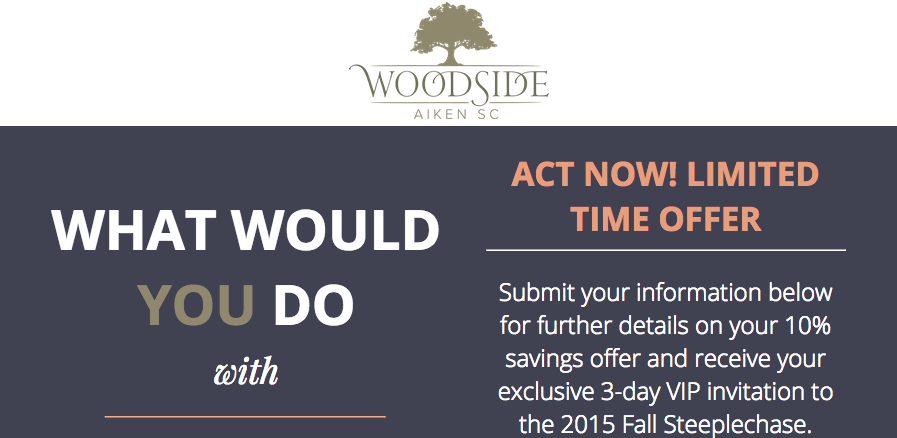 WOODSIDE
AIKEN SC
WHAT WOULD
YOU DO
with
ACT NOW! LIMITED
TIME OFFER
Submit your information below
for further details on your 10%
savings offer and receive your
exclusive 3-day VIP invitation to
the 2015 Fall Steeplechase.